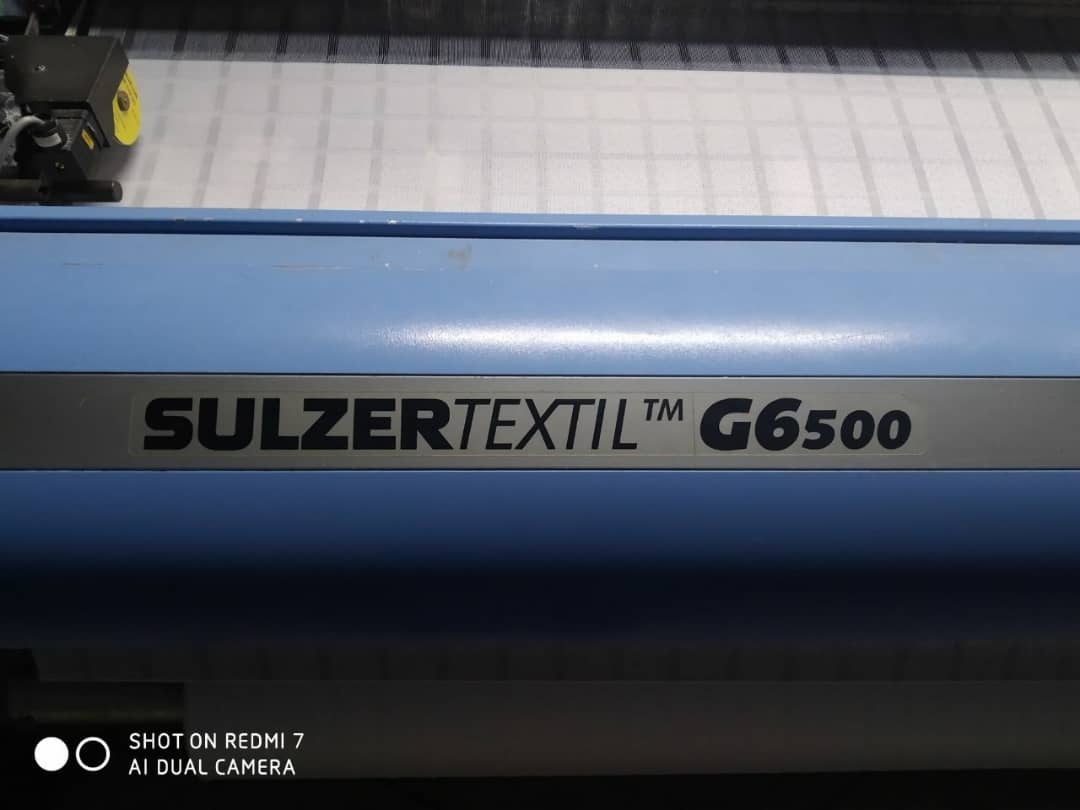 SULZERTEXTIL™ G6500
SHOT ON REDMI 7
AI DUAL CAMERA